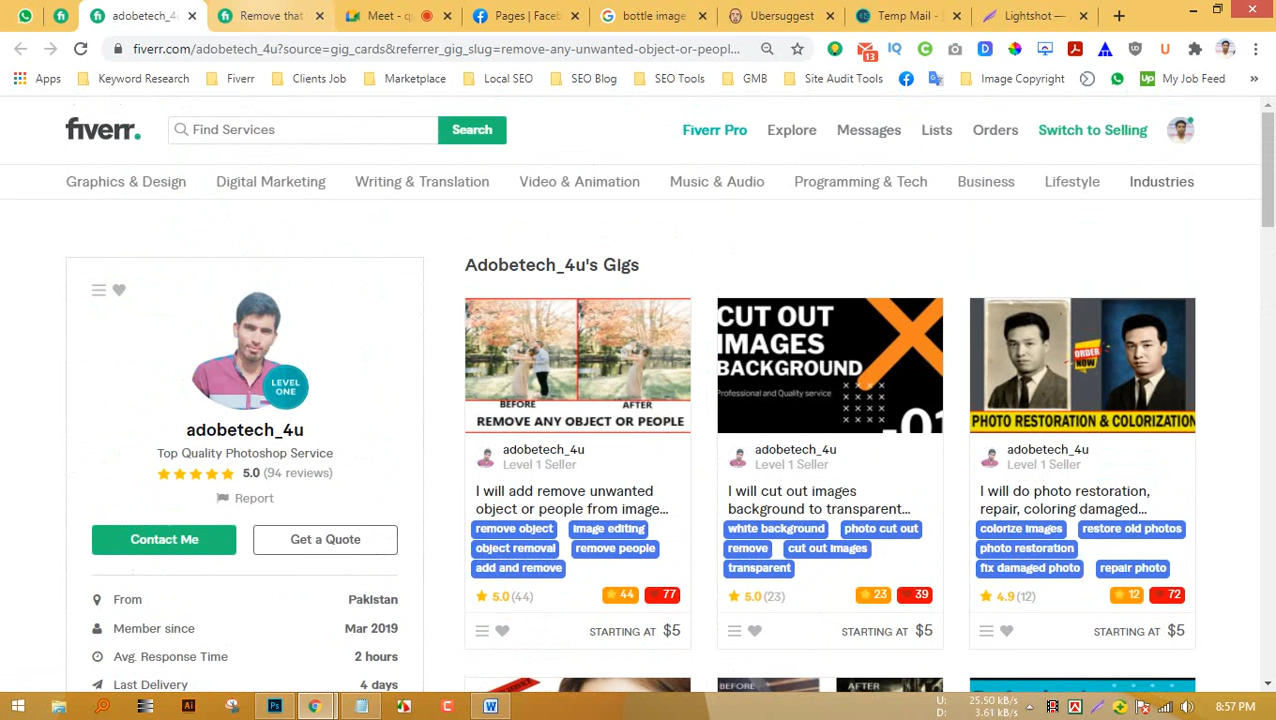 adobetech_4u
Remove that
Meet - q
Pages | Faceb
bottle image
Ubersuggest
Temp Mail -
Lightshot —
fiverr.com/adobetech_4u?source=gig_cards&referrer_gig_slug=remove-any-unwanted-object-or-peopl...
13
Apps
Keyword Research
Fiverr
Clients Job
Marketplace
Local SEO
SEO Blog
SEO Tools
GMB
Site Audit Tools
Image Copyright
My Job Feed
fiverr.
Find Services
Search
Fiverr Pro
Explore
Messages
Lists
Orders
Switch to Selling
Graphics & Design
Digital Marketing
Writing & Translation
Video & Animation
Music & Audio
Programming & Tech
Business
Lifestyle
Industries
LEVEL
ONE
adobetech_4u
Top Quality Photoshop Service
5.0 (94 reviews)
Report
Contact Me
Get a Quote
From Pakistan
Member since Mar 2019
Avg. Response Time 2 hours
Last Delivery 4 days
Adobetech_4u's Gigs
BEFORE AFTER
REMOVE ANY OBJECT OR PEOPLE
adobetech_4u
Level 1 Seller
I will add remove unwanted
object or people from image...
remove object image editing
object removal remove people
add and remove
5.0 (44) 44 77
STARTING AT $5
CUT OUT
IMAGES
BACKGROUND
Professional and Quality service
-01
adobetech_4u
Level 1 Seller
I will cut out images
background to transparent...
white background photo cut out
remove cut out images
transparent
5.0 (23) 23 39
STARTING AT $5
ORDER
NOW
PHOTO RESTORATION & COLORIZATION
adobetech_4u
Level 1 Seller
I will do photo restoration,
repair, coloring damaged...
colorize images restore old photos
photo restoration
fix damaged photo repair photo
4.9 (12) 12 72
STARTING AT $5
BEFORE AFTER
U: 25.50 kB/s
D: 3.61 kB/s
8:57 PM